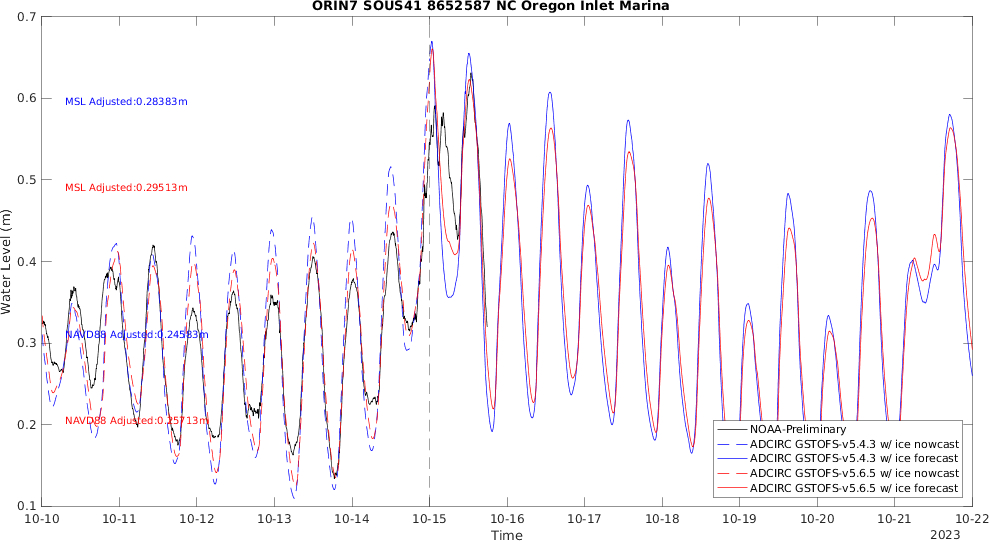 ORIN7 SOUS41 8652587 NC Oregon Inlet Marina
0.7
0.6
0.5
0.4
0.3
0.2
0.1
Water Level (m)
MSL Adjusted:0.28383m
MSL Adjusted:0.29513m
NAVD88 Adjusted:0.24583m
NAVD88 Adjusted:0.25713m
NOAA-Preliminary
ADCIRC GSTOFS-v5.4.3 w/ ice nowcast
ADCIRC GSTOFS-v5.4.3 w/ ice forecast
ADCIRC GSTOFS-v5.6.5 w/ ice nowcast
ADCIRC GSTOFS-v5.6.5 w/ ice forecast
10-10 10-11 10-12 10-13 10-14 10-15 10-16 10-17 10-18 10-19 10-20 10-21 10-22
Time
2023